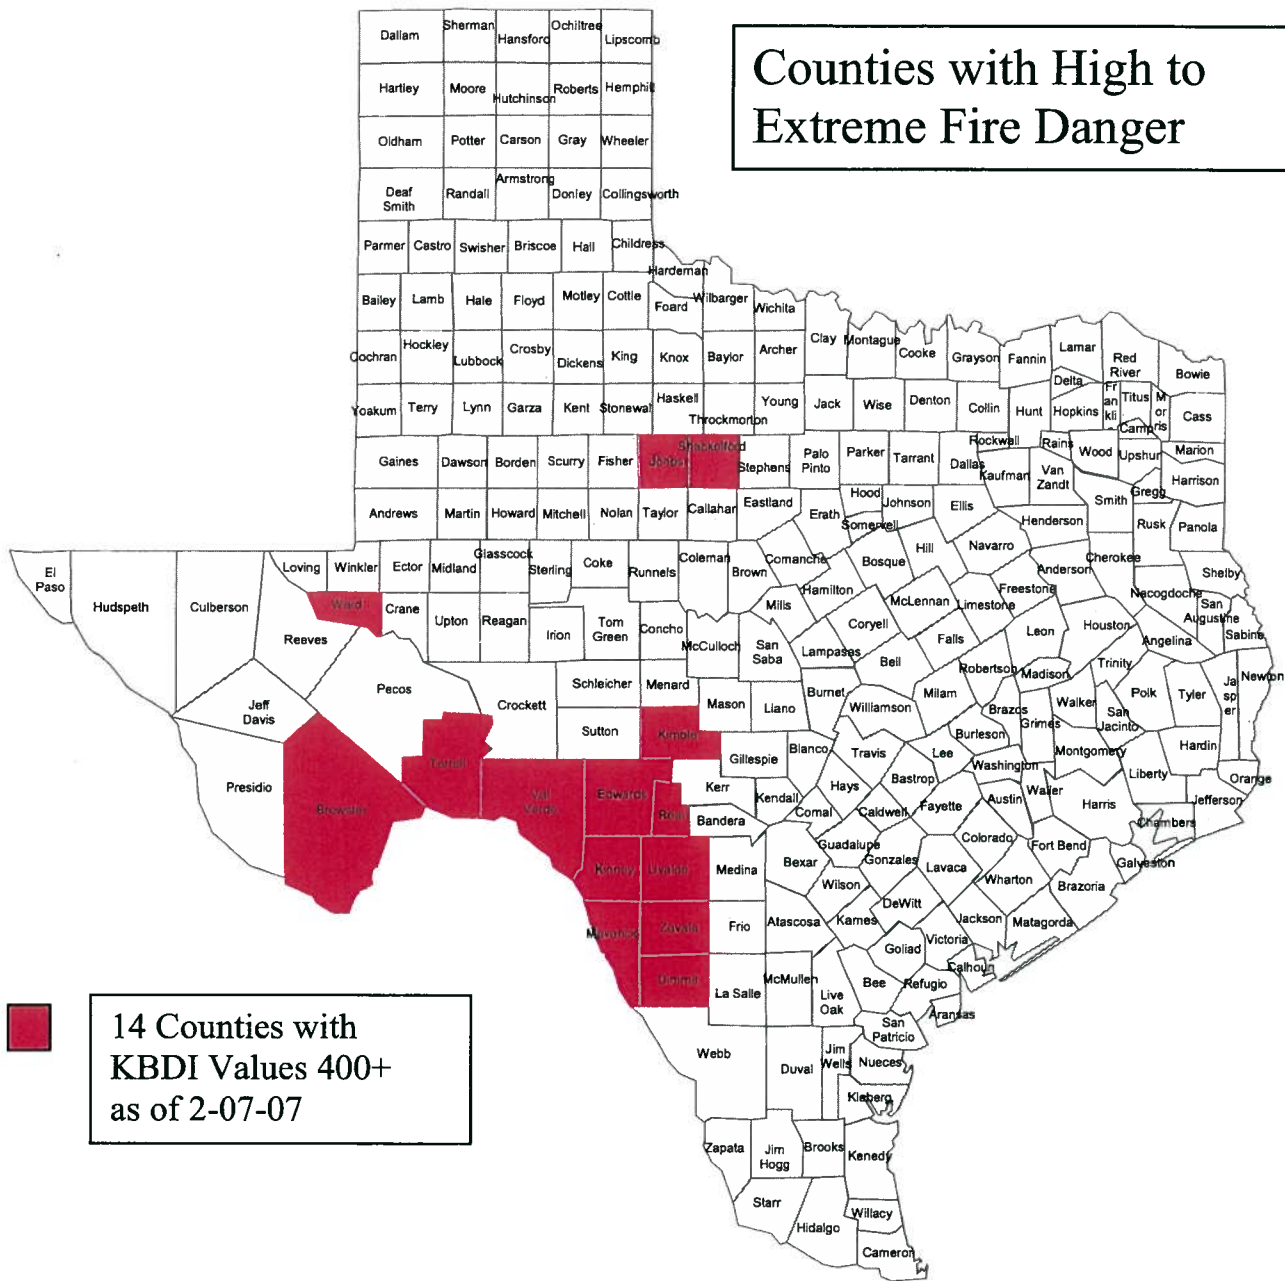 Counties with High to
Extreme Fire Danger
Dallam Sherman Hansford Ochiltree Lipscomb
Hartley Moore Hutchinson Roberts Hemphill
Oldham Potter Carson Gray Wheeler
Deaf Smith Randall Armstrong Donley Collingsworth
Parmer Castro Swisher Briscoe Hall Childress Hardeman
Bailey Lamb Hale Floyd Motley Cottle Foard Wilbarger Wichita
Cochran Hockley Lubbock Crosby Dickens King Knox Baylor Archer Clay Montague Cooke Grayson Fannin Lamar Red River Bowie
Yoakum Terry Lynn Garza Kent Stonewal Haskell Throckmorton Young Jack Wise Denton Collin Hunt Delta Hopkins Fr an kli Titus Camp M or ris Cass
Gaines Dawson Borden Scurry Fisher Jones Shackelford Stephens Palo Pinto Parker Tarrant Dallas Rockwall Kaufman Rains Van Zandt Wood Upshur Marion Harrison
Andrews Martin Howard Mitchell Nolan Taylor Callahan Eastland Erath Hood Somervell Johnson Ellis Henderson Smith Gregg Rusk Panola
El Paso Hudspeth Culberson Loving Winkler Ector Midland Glasscock Sterling Coke Runnels Coleman Brown Comanche Hamilton Bosque Hill Navarro Freestone Anderson Cherokee Nacogdoche Shelby
Reeves Ward Crane Upton Reagan Irion Tom Green Concho McCulloch San Saba Mills Lampasas Coryell McLennan Limestone Falls Bell Leon Houston Angelina San Augustine Sabine
Jeff Davis Pecos Crockett Schleicher Menard Mason Llano Burnet Williamson Milam Robertson Madison Brazos Grimes Walker Trinity San Jacinto Polk Tyler Ja sp er Newton
Presidio Brewster Terrell Sutton Kimble Gillespie Blanco Travis Lee Burleson Washington Montgomery Liberty Hardin Orange
Val Verde Edwards Real Kerr Kendall Bandera Comal Hays Caldwell Bastrop Fayette Austin Waller Harris Chambers Jefferson
Kinney Uvalde Medina Bexar Guadalupe Gonzales Lavaca Colorado Fort Bend Galveston
Wilson Wharton Brazoria
Maverick Zavala Frio Atascosa Karnes DeWitt Jackson Matagorda
Goliad Victoria Calhoun
Dimmit La Salle McMullen Live Oak Bee Refugio Aransas
San Patricio
Webb Duval Jim Wells Nueces
Kleberg
Zapata Jim Hogg Brooks Kenedy
Starr Hidalgo Willacy
Cameron
14 Counties with
KBDI Values 400+
as of 2-07-07